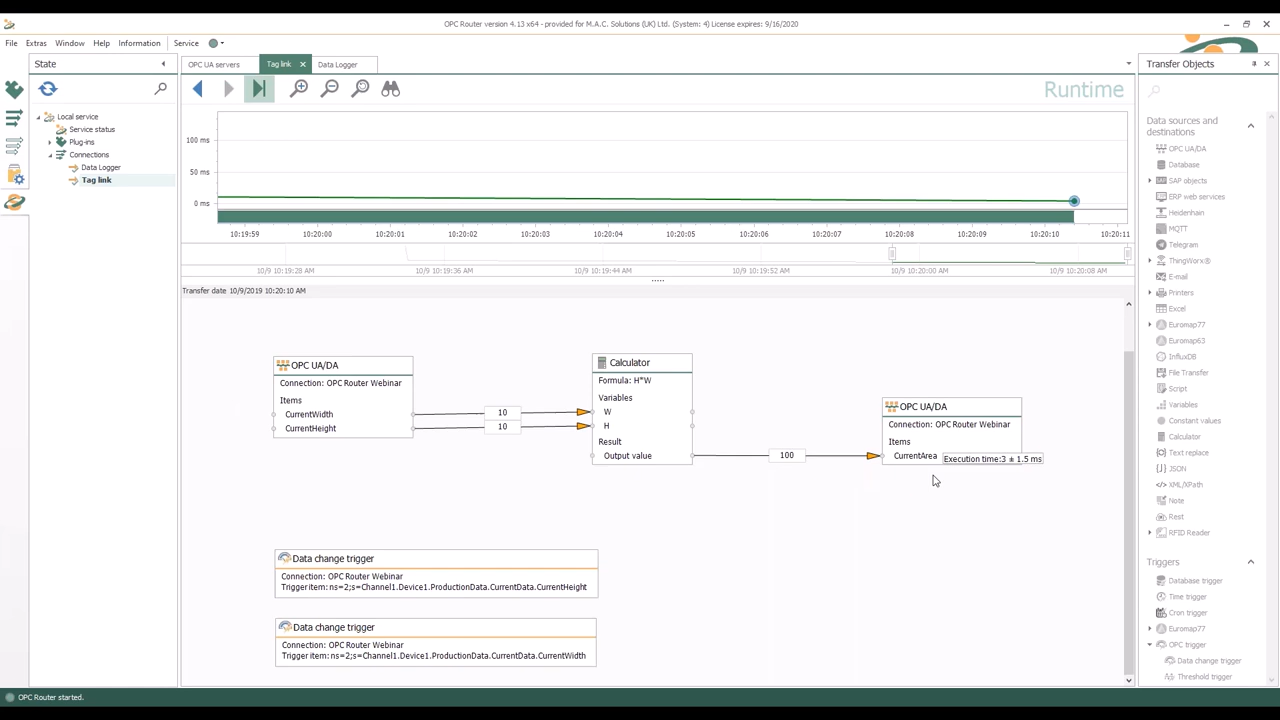 OPC Router version 4.13 x64 - provided for M.A.C. Solutions (UK) Ltd. (System: 4) License expires: 9/16/2020
File Extras Window Help Information Service
State
OPC UA servers Tag link Data Logger
Runtime
Local service
Service status
Plug-ins
Connections
Data Logger
Tag link
100 ms
50 ms
0 ms
10:19:59 10:20:00 10:20:01 10:20:02 10:20:03 10:20:04 10:20:05 10:20:06 10:20:07 10:20:08 10:20:09 10:20:10 10:20:11
10/9 10:19:28 AM 10/9 10:19:36 AM 10/9 10:19:44 AM 10/9 10:19:52 AM 10/9 10:20:00 AM 10/9 10:20:08 AM
Transfer date 10/9/2019 10:20:10 AM
OPC UA/DA
Connection: OPC Router Webinar
Items
CurrentWidth
CurrentHeight
10
10
Calculator
Formula: H*W
Variables
W
H
Result
Output value
100
OPC UA/DA
Connection: OPC Router Webinar
Items
CurrentArea
Execution time:3 ± 1.5 ms
Data change trigger
Connection: OPC Router Webinar
Trigger item: ns=2;s=Channel1.Device1.ProductionData.CurrentData.CurrentHeight
Data change trigger
Connection: OPC Router Webinar
Trigger item: ns=2;s=Channel1.Device1.ProductionData.CurrentData.CurrentWidth
Transfer Objects
Data sources and
destinations
OPC UA/DA
Database
SAP objects
ERP web services
Heidenhain
MQTT
Telegram
ThingWorx®
E-mail
Printers
Excel
Euromap77
Euromap63
InfluxDB
File Transfer
Script
Variables
Constant values
Calculator
Text replace
JSON
XML/XPath
Note
Rest
RFID Reader
Triggers
Database trigger
Time trigger
Cron trigger
Euromap77
OPC trigger
Data change trigger
Threshold trigger
OPC Router started.